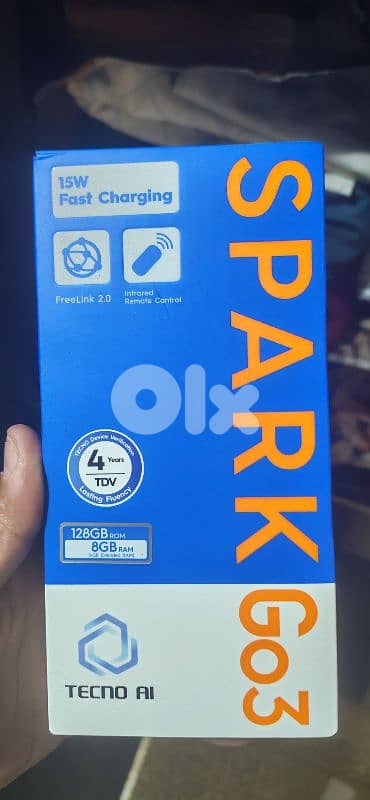 15W
Fast Charging
FreeLink 2.0
Infrared
Remote Control
SPARK Go3
olx
TECNO Device Verification
4 Years
TDV
Lasting Fluency
128GB ROM
8GB RAM
TECNO AI